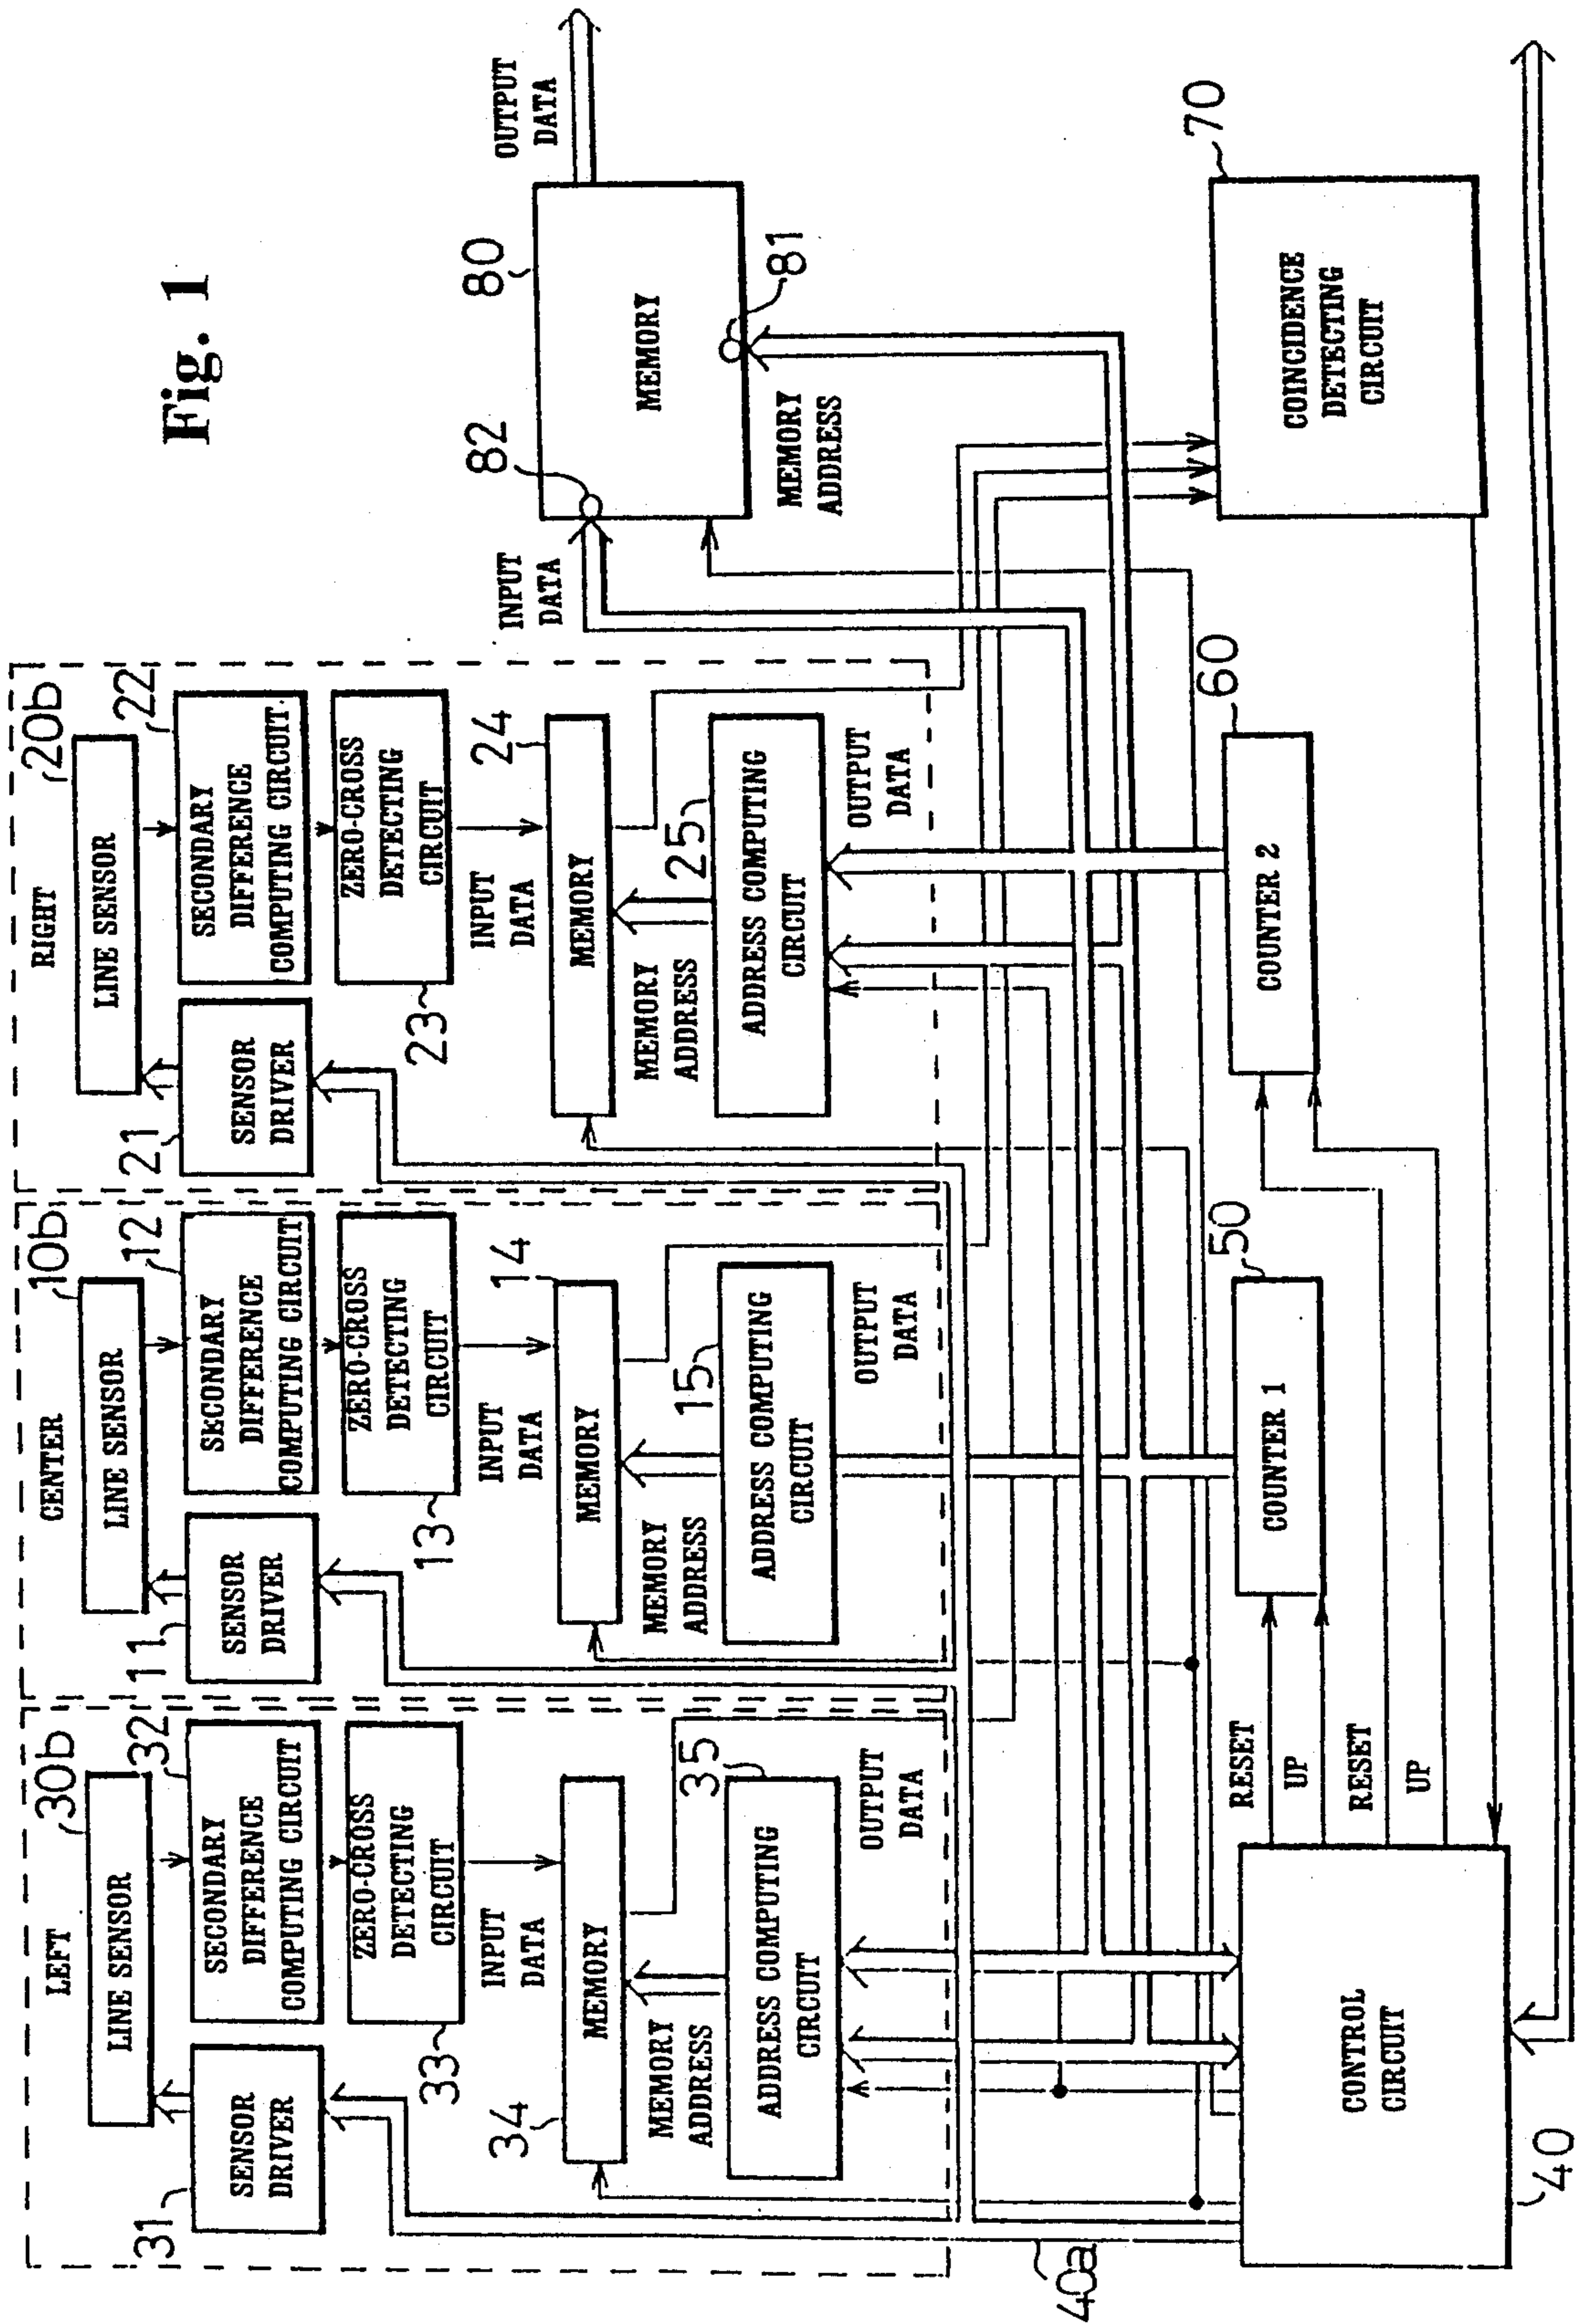 Fig. 1
LEFT
30b
LINE SENSOR
31
SENSOR
DRIVER
32
SECONDARY
DIFFERENCE
COMPUTING CIRCUIT
33
ZERO-CROSS
DETECTING
CIRCUIT
INPUT
DATA
34
MEMORY
MEMORY
ADDRESS
35
ADDRESS COMPUTING
CIRCUIT
OUTPUT
DATA
CENTER
10b
LINE SENSOR
11
SENSOR
DRIVER
12
SECONDARY
DIFFERENCE
COMPUTING CIRCUIT
13
ZERO-CROSS
DETECTING
CIRCUIT
INPUT
DATA
14
MEMORY
MEMORY
ADDRESS
15
ADDRESS COMPUTING
CIRCUIT
OUTPUT
DATA
RIGHT
20b
LINE SENSOR
21
SENSOR
DRIVER
22
SECONDARY
DIFFERENCE
COMPUTING CIRCUIT
23
ZERO-CROSS
DETECTING
CIRCUIT
INPUT
DATA
24
MEMORY
MEMORY
ADDRESS
25
ADDRESS COMPUTING
CIRCUIT
OUTPUT
DATA
INPUT
DATA
82
80
MEMORY
81
MEMORY
ADDRESS
OUTPUT
DATA
40a
40
CONTROL
CIRCUIT
RESET
UP
RESET
UP
50
COUNTER 1
60
COUNTER 2
70
COINCIDENCE
DETECTING
CIRCUIT